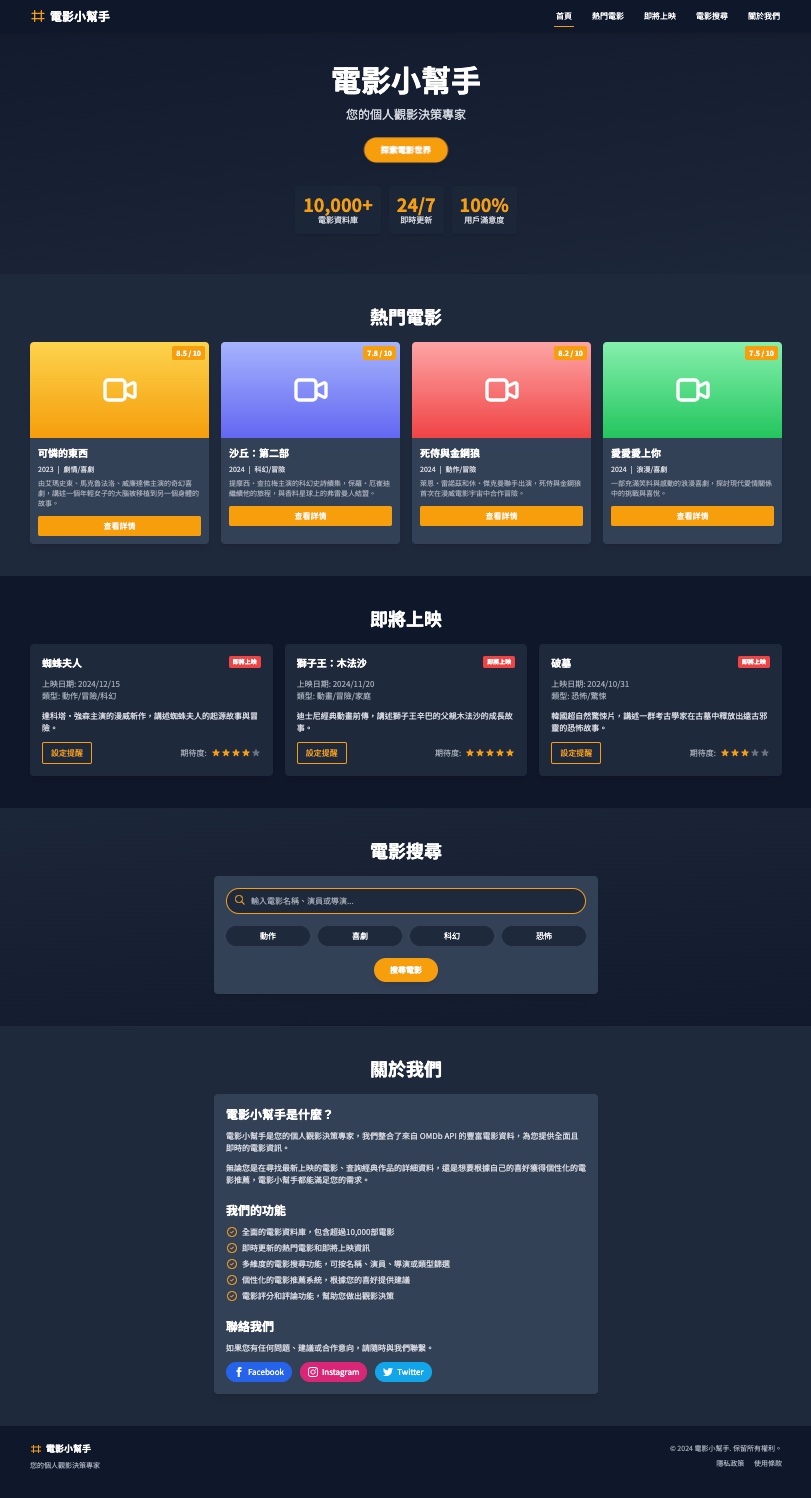 電影小幫手
首頁 熱門電影 即將上映 電影搜尋 關於我們
電影小幫手
您的個人觀影決策專家
探索電影世界
10,000+ 24/7 100%
電影資料庫 即時更新 用戶滿意度
熱門電影
8.5 / 10
可憐的東西
2023 | 劇情/喜劇
由艾瑪史東、馬克魯法洛、威廉達佛主演的奇幻喜
劇，講述一個年輕女子的大腦被移植到另一個身體的
故事。
查看詳情
7.8 / 10
沙丘：第二部
2024 | 科幻/冒險
提摩西·查拉梅主演的科幻史詩續集，保羅·厄崔迪
繼續他的旅程，與香料星球上的弗雷曼人結盟。
查看詳情
8.2 / 10
死侍與金鋼狼
2024 | 動作/冒險
萊恩·雷諾茲和休·傑克曼聯手出演，死侍與金鋼狼
首次在漫威電影宇宙中合作冒險。
查看詳情
7.5 / 10
愛愛愛上你
2024 | 浪漫/喜劇
一部充滿笑料與感動的浪漫喜劇，探討現代愛情關係
中的挑戰與喜悅。
查看詳情
即將上映
蜘蛛夫人 即將上映
上映日期: 2024/12/15
類型: 動作/冒險/科幻
達科塔·強森主演的漫威新作，講述蜘蛛夫人的起源故事與冒
險。
設定提醒 期待度: ★★★★★
獅子王：木法沙 即將上映
上映日期: 2024/11/20
類型: 動畫/冒險/家庭
迪士尼經典動畫前傳，講述獅子王辛巴的父親木法沙的成長故
事。
設定提醒 期待度: ★★★★★
破墓 即將上映
上映日期: 2024/10/31
類型: 恐怖/驚悚
韓國超自然驚悚片，講述一群考古學家在古墓中釋放出遠古邪
靈的恐怖故事。
設定提醒 期待度: ★★★★★
電影搜尋
輸入電影名稱、演員或導演...
動作 喜劇 科幻 恐怖
搜尋電影
關於我們
電影小幫手是什麼？
電影小幫手是您的個人觀影決策專家，我們整合了來自 OMDb API 的豐富電影資料，為您提供全面且
即時的電影資訊。
無論您是在尋找最新上映的電影、查詢經典作品的詳細資料，還是想要根據自己的喜好獲得個性化的電
影推薦，電影小幫手都能滿足您的需求。
我們的功能
全面的電影資料庫，包含超過10,000部電影
即時更新的熱門電影和即將上映資訊
多維度的電影搜尋功能，可按名稱、演員、導演或類型篩選
個性化的電影推薦系統，根據您的喜好提供建議
電影評分和評論功能，幫助您做出觀影決策
聯絡我們
如果您有任何問題、建議或合作意向，請隨時與我們聯繫。
Facebook Instagram Twitter
電影小幫手
您的個人觀影決策專家
© 2024 電影小幫手. 保留所有權利。
隱私政策 使用條款